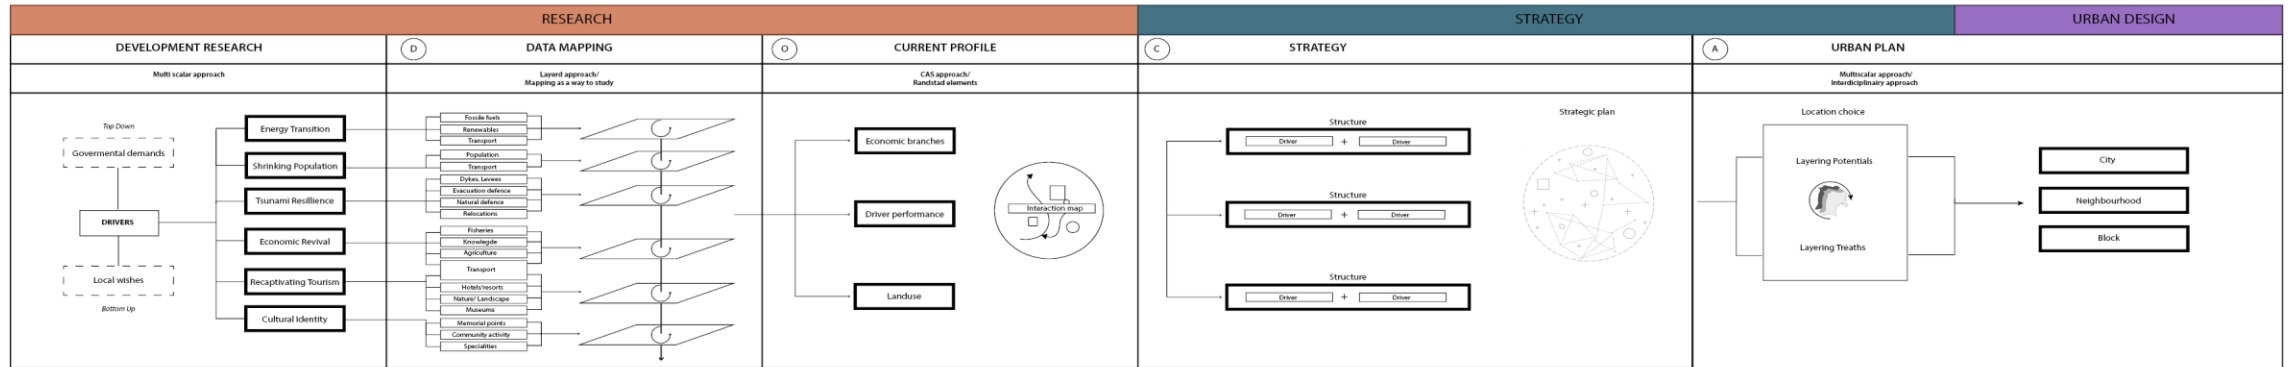 RESEARCH
STRATEGY
URBAN DESIGN
DEVELOPMENT RESEARCH
D
DATA MAPPING
O
CURRENT PROFILE
C
STRATEGY
A
URBAN PLAN
Multi scalar approach
Layerd approach/
Mapping as a way to study
CAS approach/
Randstad elements
Multiscalar approach/
Interdiciplinairy approach
Top Down
Govermental demands
DRIVERS
Local wishes
Bottom Up
Energy Transition
Shrinking Population
Tsunami Resillience
Economic Revival
Recaptivating Tourism
Cultural Identity
Fossile fuels
Renewables
Transport
Population
Transport
Dykes, Levees
Evacuation defence
Natural defence
Relocations
Fisheries
Knowlegde
Agriculture
Transport
Hotels/resorts
Nature/ Landscape
Museums
Memorial points
Community activity
Specialities
Economic branches
Driver performance
Landuse
Interaction map
Structure
Driver + Driver
Structure
Driver + Driver
Structure
Driver + Driver
Strategic plan
Location choice
Layering Potentials
Layering Treaths
City
Neighbourhood
Block